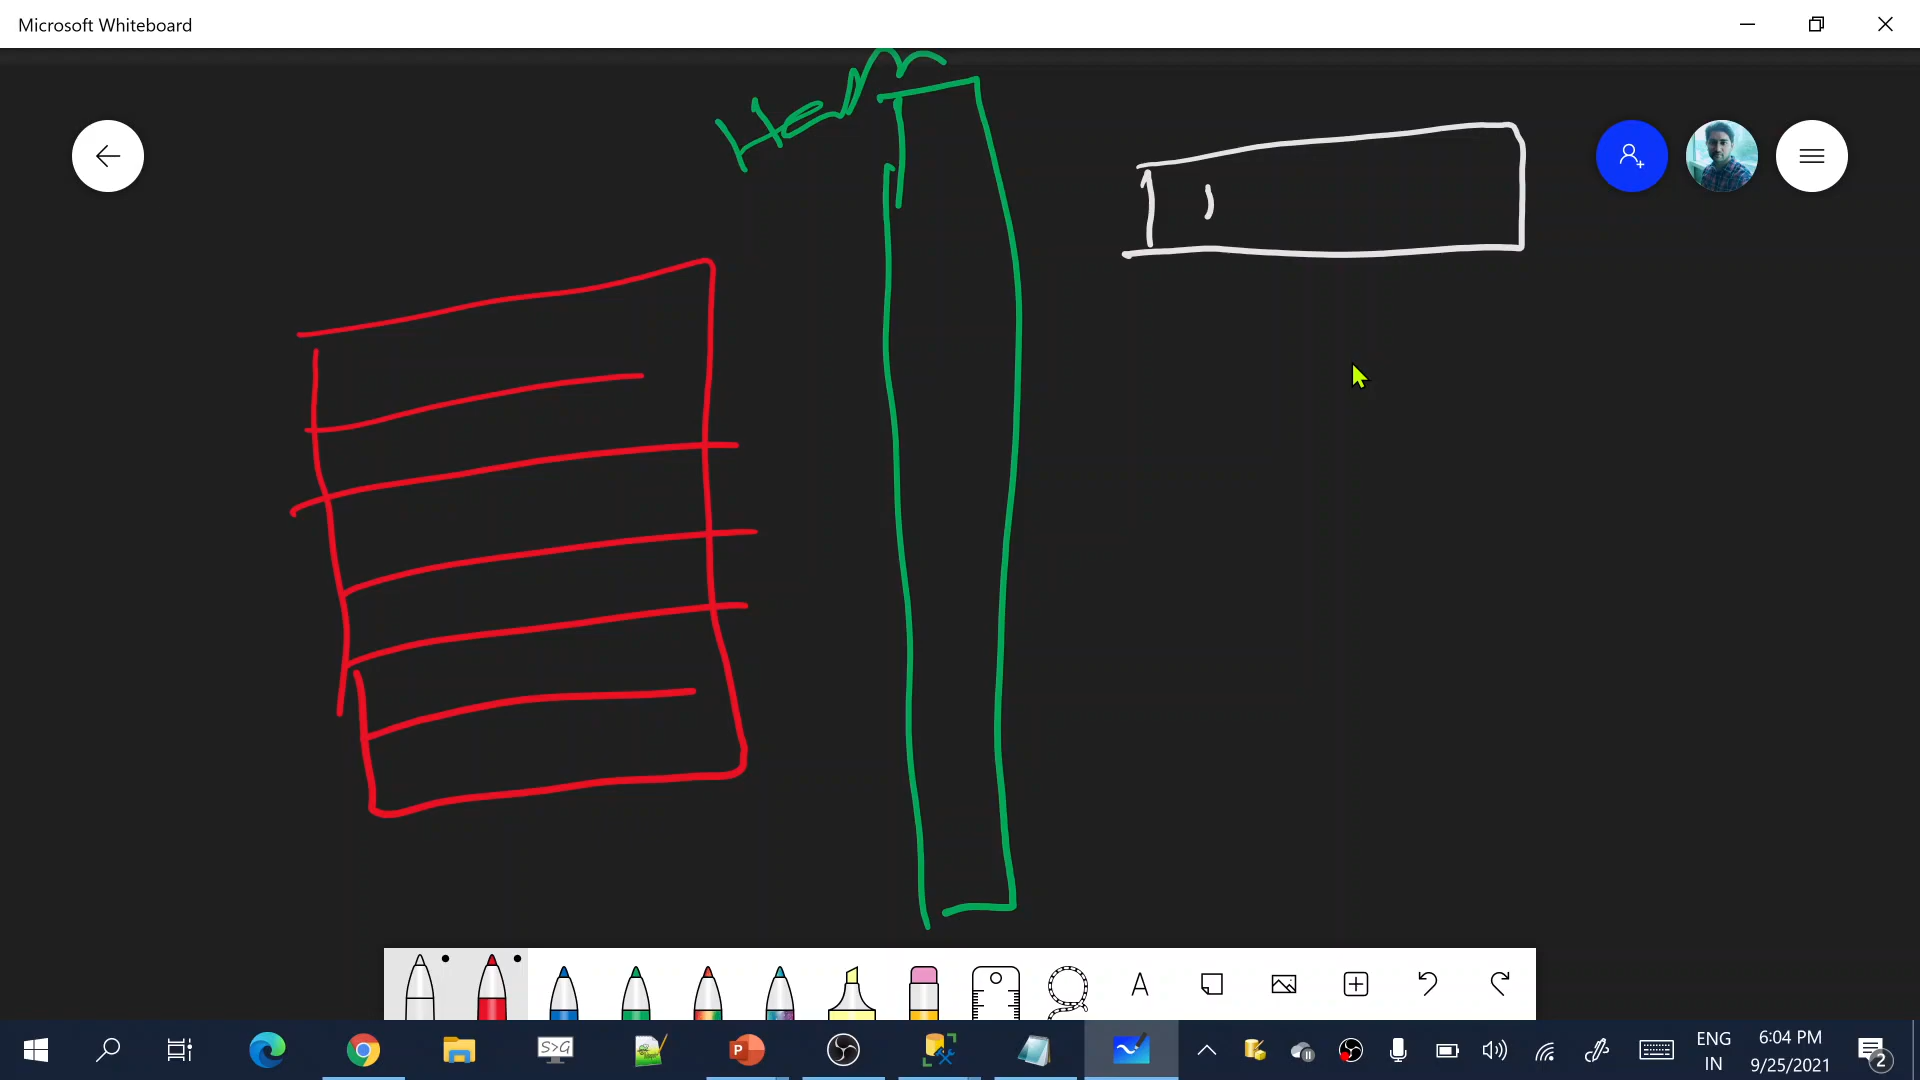 Microsoft Whiteboard
A
S>G
P
ENG
IN
6:04 PM
9/25/2021
2